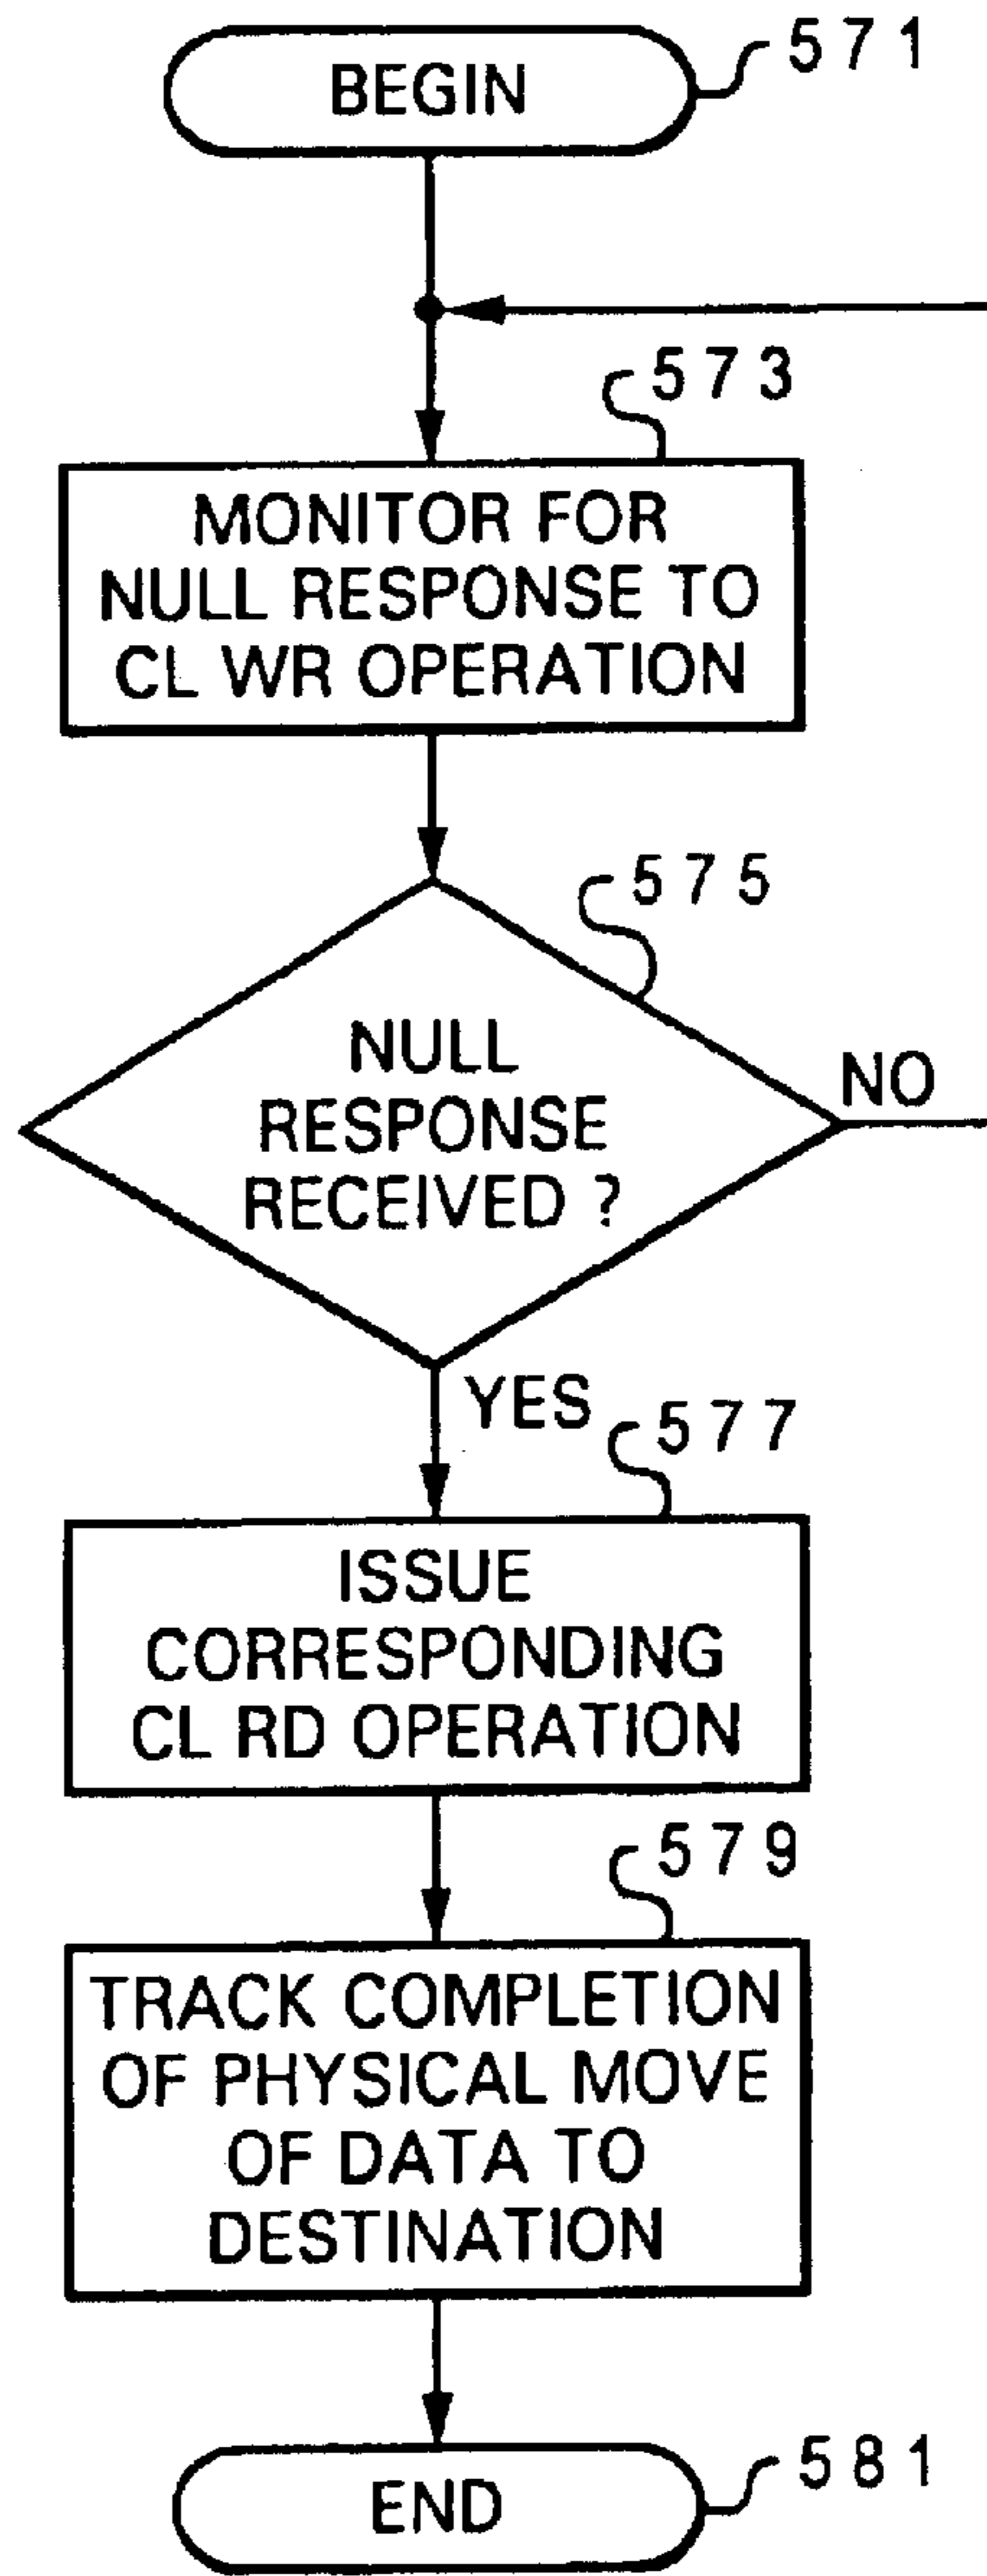 BEGIN
571
573
MONITOR FOR
NULL RESPONSE TO
CL WR OPERATION
575
NULL
RESPONSE
RECEIVED ?
NO
YES
577
ISSUE
CORRESPONDING
CL RD OPERATION
579
TRACK COMPLETION
OF PHYSICAL MOVE
OF DATA TO
DESTINATION
END
581